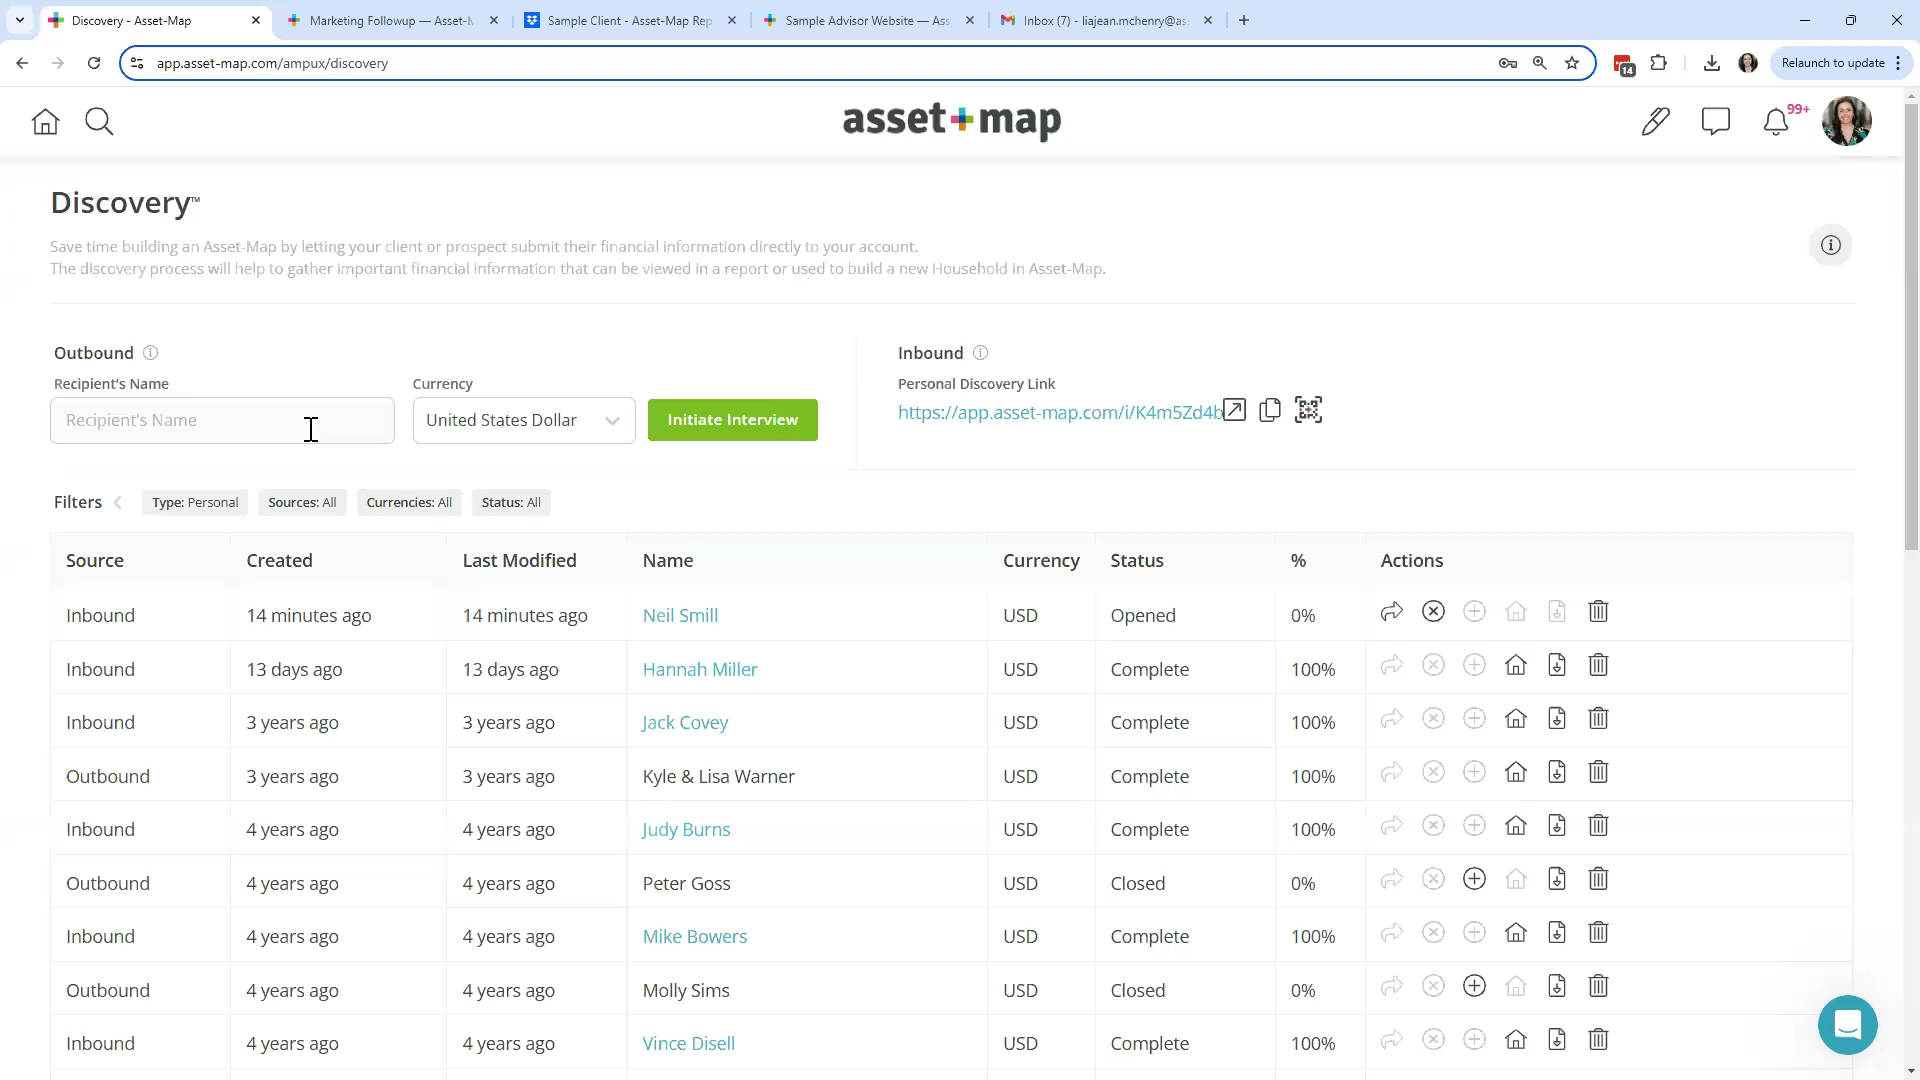 Discovery - Asset-Map
Marketing Followup — Asset-M
Sample Client - Asset-Map Rep
Sample Advisor Website — Ass
Inbox (7) - liajean.mchenry@as
app.asset-map.com/ampux/discovery
14
Relaunch to update
asset map
99+
Discovery™
Save time building an Asset-Map by letting your client or prospect submit their financial information directly to your account.
The discovery process will help to gather important financial information that can be viewed in a report or used to build a new Household in Asset-Map.
Outbound
Inbound
Recipient's Name
Currency
Personal Discovery Link
Recipient's Name
United States Dollar
Initiate Interview
https://app.asset-map.com/i/K4m5Zd4b
Filters
Type: Personal
Sources: All
Currencies: All
Status: All
Source Created Last Modified Name Currency Status % Actions
Inbound 14 minutes ago 14 minutes ago Neil Smill USD Opened 0%
Inbound 13 days ago 13 days ago Hannah Miller USD Complete 100%
Inbound 3 years ago 3 years ago Jack Covey USD Complete 100%
Outbound 3 years ago 3 years ago Kyle & Lisa Warner USD Complete 100%
Inbound 4 years ago 4 years ago Judy Burns USD Complete 100%
Outbound 4 years ago 4 years ago Peter Goss USD Closed 0%
Inbound 4 years ago 4 years ago Mike Bowers USD Complete 100%
Outbound 4 years ago 4 years ago Molly Sims USD Closed 0%
Inbound 4 years ago 4 years ago Vince Disell USD Complete 100%